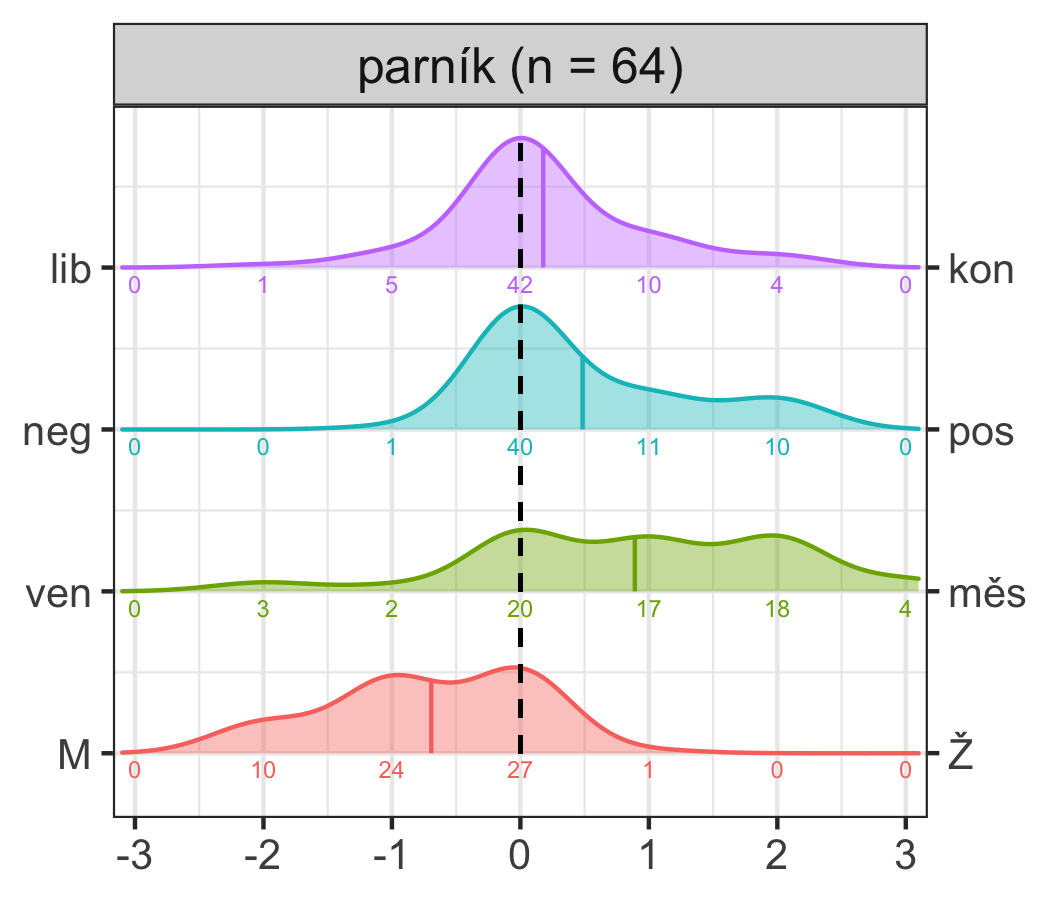 parník (n = 64)
lib kon
0 1 5 42 10 4 0
neg pos
0 0 1 40 11 10 0
ven měs
0 3 2 20 17 18 4
M Ž
0 10 24 27 1 0 0
-3 -2 -1 0 1 2 3